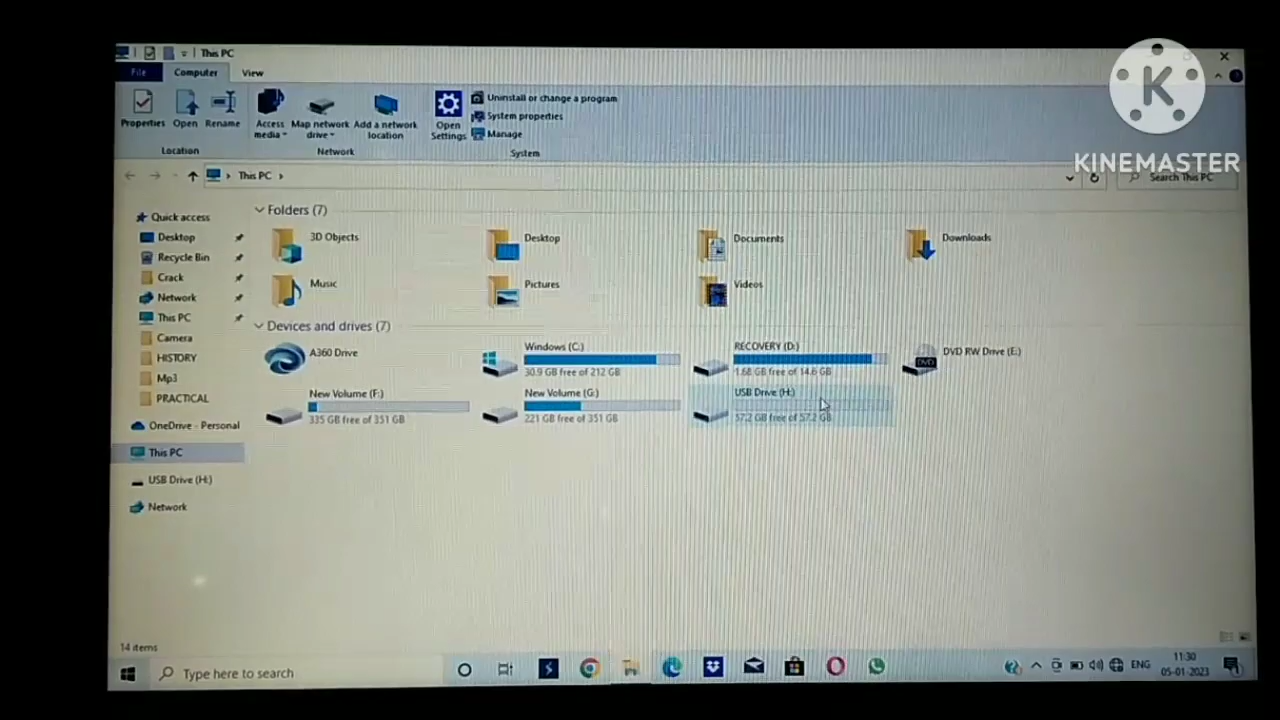 This PC
File Computer View
Properties Open Rename Access media Map network drive Add a network location Open Settings Uninstall or change a program
System properties
Manage
Location Network System
This PC
Search This PC
KINEMASTER
Quick access
Desktop
Recycle Bin
Crack
Network
This PC
Camera
HISTORY
Mp3
PRACTICAL
OneDrive - Personal
This PC
USB Drive (H:)
Network
Folders (7)
3D Objects Desktop Documents Downloads
Music Pictures Videos
Devices and drives (7)
A360 Drive
Windows (C:)
30.9 GB free of 212 GB
RECOVERY (D:)
1.68 GB free of 14.6 GB
DVD RW Drive (E:)
DVD
New Volume (F:)
335 GB free of 351 GB
New Volume (G:)
221 GB free of 351 GB
USB Drive (H:)
57.2 GB free of 57.2 GB
14 items
Type here to search
ENG
11:30
05-01-2023